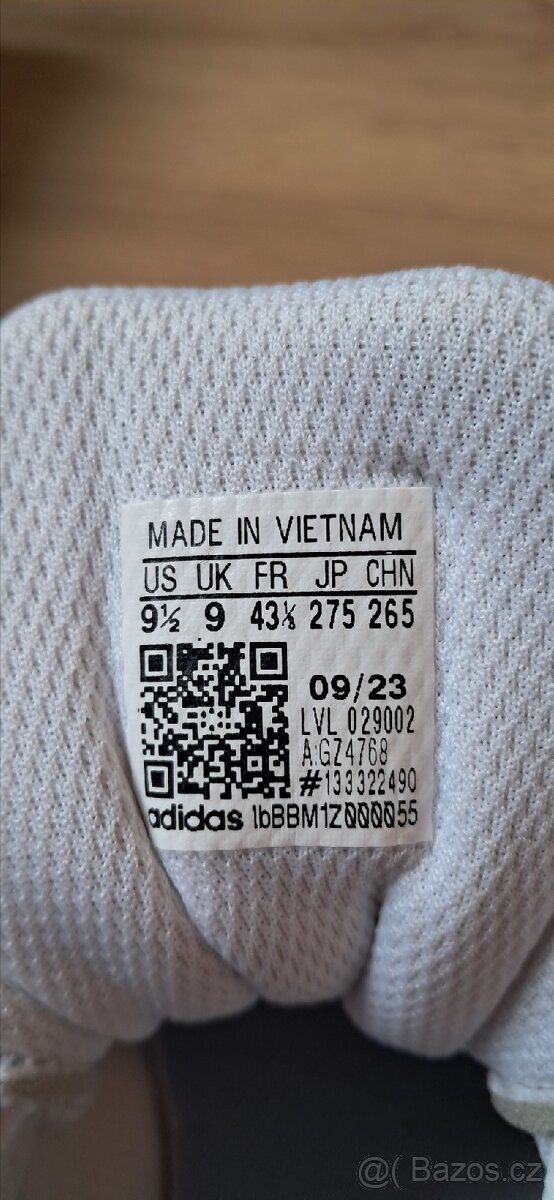 MADE IN VIETNAM
US UK FR JP CHN
9½ 9 43⅓ 275 265
09/23
LVL 029002
A:GZ4768
#133322490
adidas 1bBBM1Z000055
@( Bazos.cz